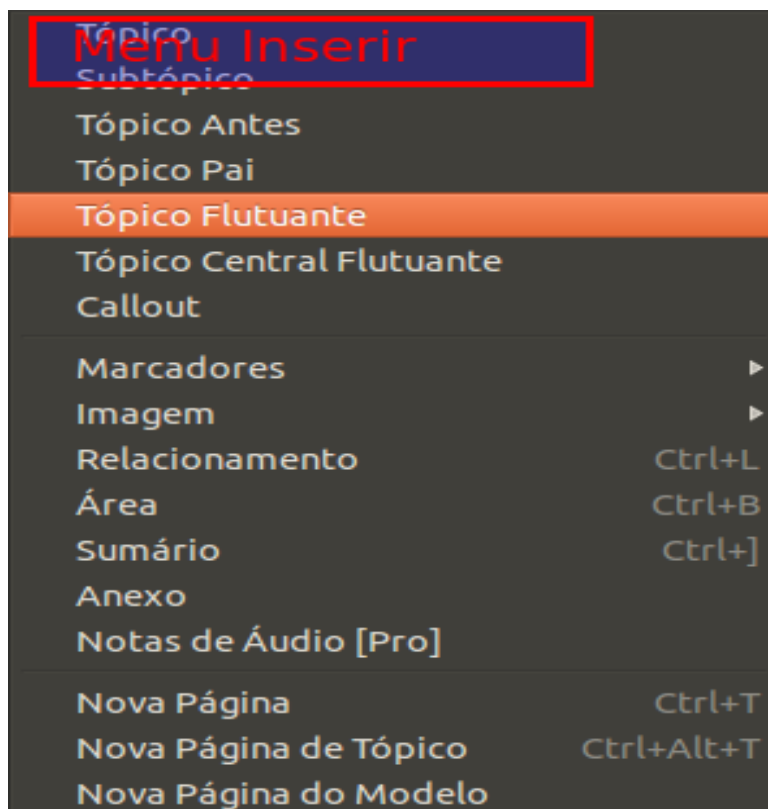 Tópico
Menu Inserir
Subtópico
Tópico Antes
Tópico Pai
Tópico Flutuante
Tópico Central Flutuante
Callout
Marcadores
Imagem
Relacionamento Ctrl+L
Área Ctrl+B
Sumário Ctrl+]
Anexo
Notas de Áudio [Pro]
Nova Página Ctrl+T
Nova Página de Tópico Ctrl+Alt+T
Nova Página do Modelo